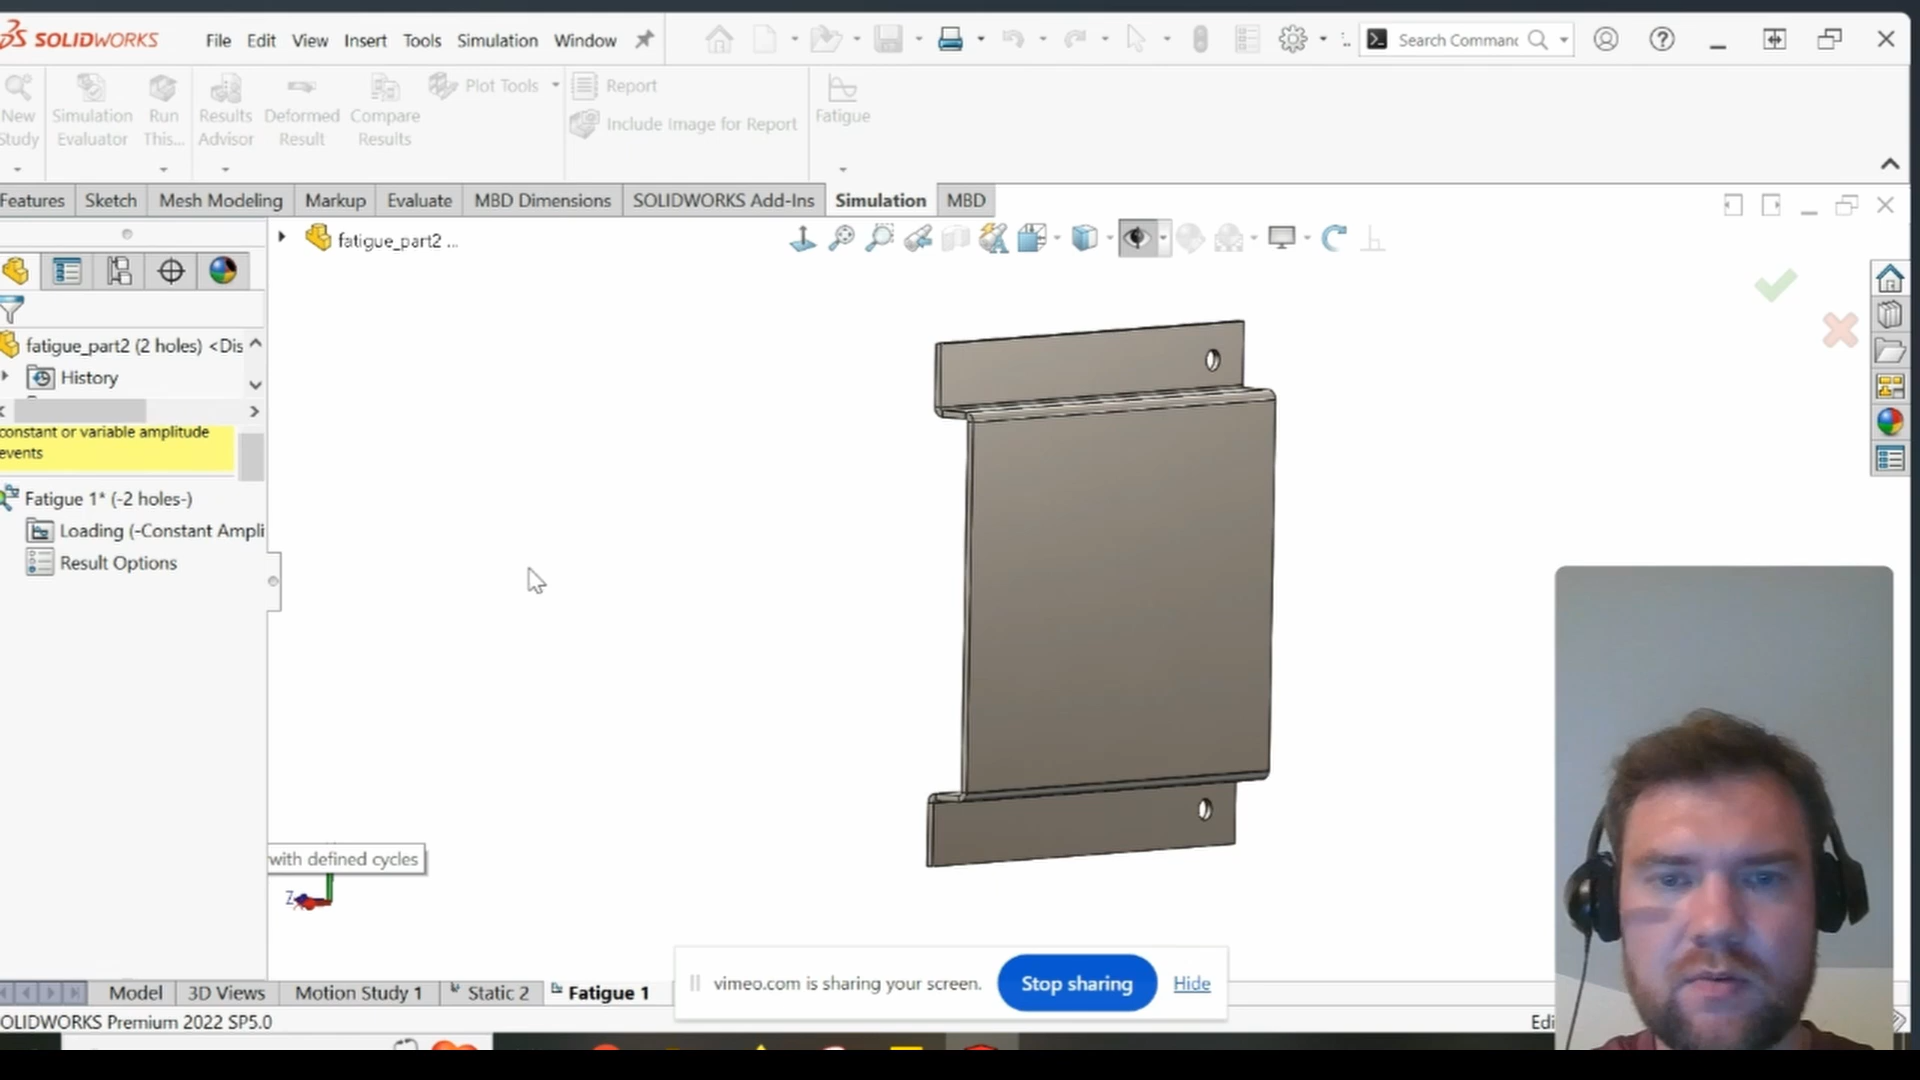 SOLIDWORKS
File Edit View Insert Tools Simulation Window
Search Comman
New Study
Simulation Evaluator
Run This...
Results Advisor
Deformed Result
Compare Results
Plot Tools
Report
Include Image for Report
Fatigue
Features Sketch Mesh Modeling Markup Evaluate MBD Dimensions SOLIDWORKS Add-Ins Simulation MBD
fatigue_part2 ...
fatigue_part2 (2 holes) <Dis
History
constant or variable amplitude
events
Fatigue 1* (-2 holes-)
Loading (-Constant Ampli
Result Options
with defined cycles
Z
vimeo.com is sharing your screen. Stop sharing Hide
Model 3D Views Motion Study 1 Static 2 Fatigue 1
OLIDWORKS Premium 2022 SP5.0
Edi